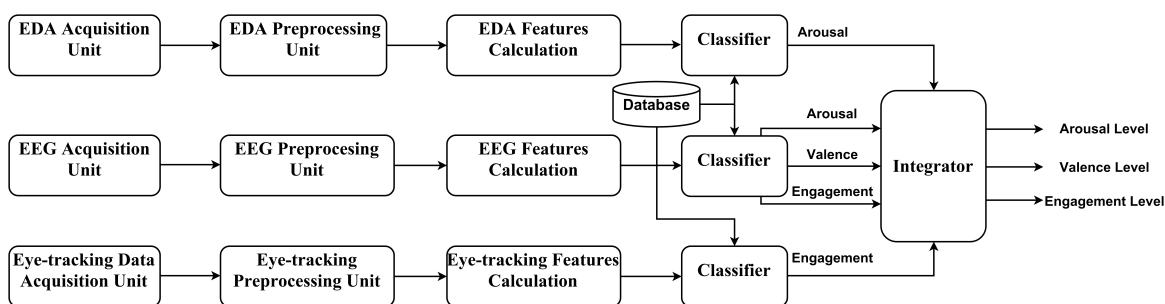 EDA Acquisition
Unit
EDA Preprocessing
Unit
EDA Features
Calculation
Classifier
Arousal
Database
EEG Acquisition
Unit
EEG Preprocesing
Unit
EEG Features
Calculation
Classifier
Arousal
Valence
Engagement
Integrator
Arousal Level
Valence Level
Engagement Level
Eye-tracking Data
Acquisition Unit
Eye-tracking
Preprocessing Unit
Eye-tracking Features
Calculation
Classifier
Engagement